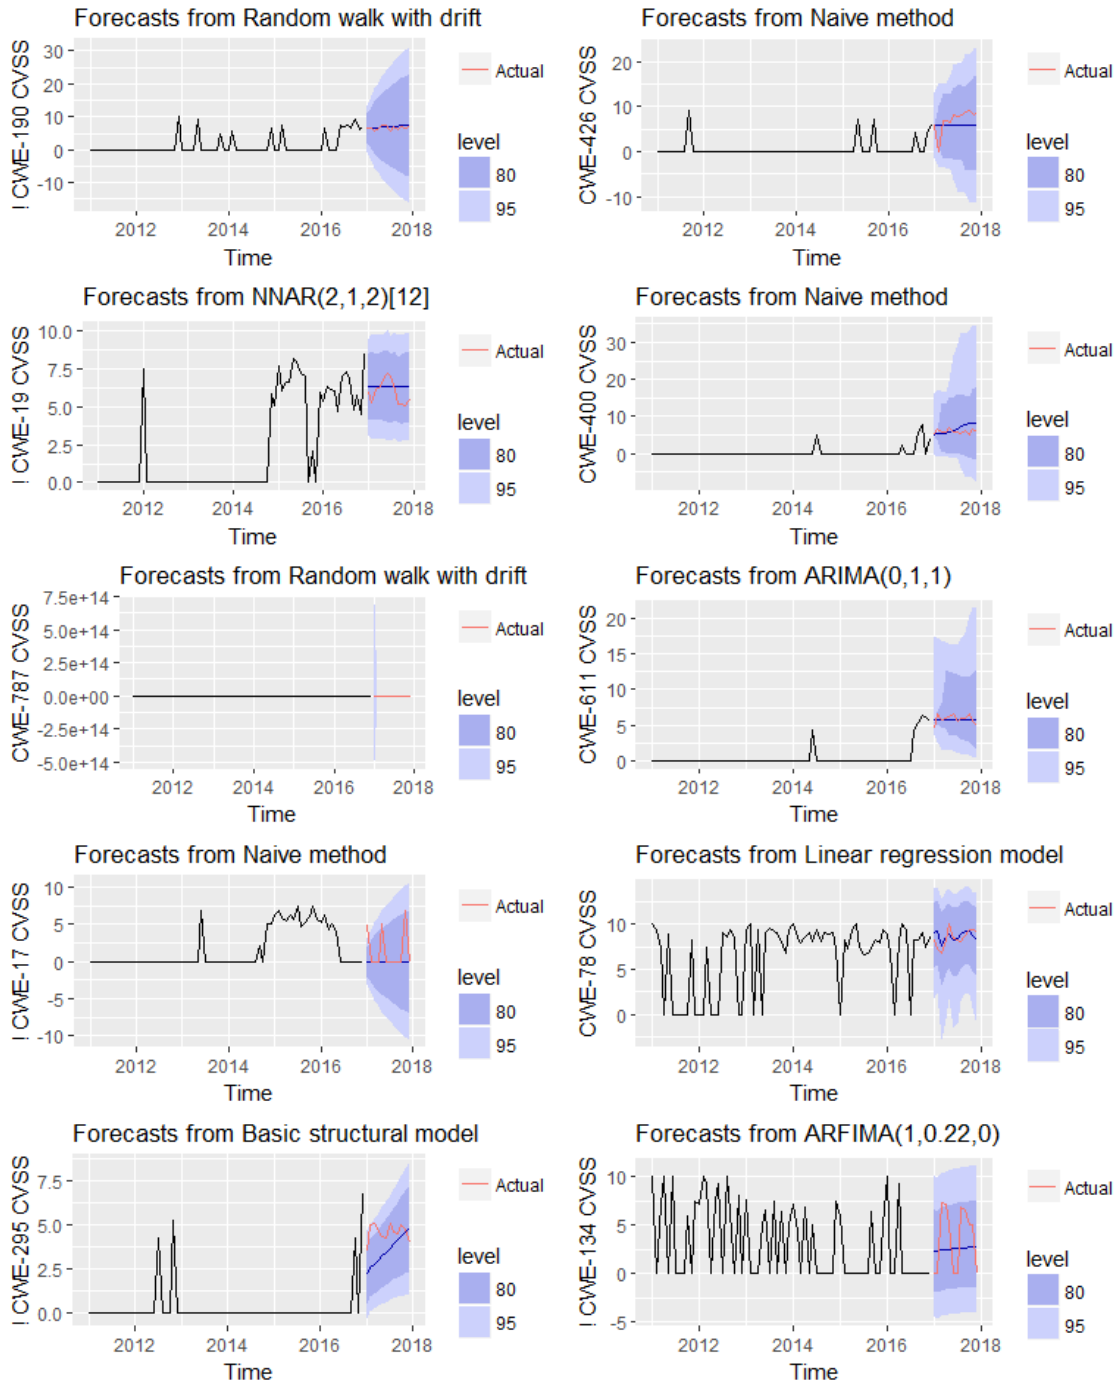 Forecasts from Random walk with drift
! CWE-190 CVSS
30
20
10
0
-10
2012
2014
2016
2018
Time
Actual
level
80
95
Forecasts from Naive method
CWE-426 CVSS
20
10
0
-10
2012
2014
2016
2018
Time
Actual
level
80
95
Forecasts from NNAR(2,1,2)[12]
! CWE-19 CVSS
10.0
7.5
5.0
2.5
0.0
2012
2014
2016
2018
Time
Actual
level
80
95
Forecasts from Naive method
CWE-400 CVSS
30
20
10
0
2012
2014
2016
2018
Time
Actual
level
80
95
Forecasts from Random walk with drift
CWE-787 CVSS
7.5e+14
5.0e+14
2.5e+14
0.0e+00
-2.5e+14
-5.0e+14
2012
2014
2016
2018
Time
Actual
level
80
95
Forecasts from ARIMA(0,1,1)
CWE-611 CVSS
20
15
10
5
0
2012
2014
2016
2018
Time
Actual
level
80
95
Forecasts from Naive method
! CWE-17 CVSS
10
5
0
-5
-10
2012
2014
2016
2018
Time
Actual
level
80
95
Forecasts from Linear regression model
CWE-78 CVSS
10
5
0
2012
2014
2016
2018
Time
Actual
level
80
95
Forecasts from Basic structural model
! CWE-295 CVSS
7.5
5.0
2.5
0.0
2012
2014
2016
2018
Time
Actual
level
80
95
Forecasts from ARFIMA(1,0.22,0)
! CWE-134 CVSS
10
5
0
-5
2012
2014
2016
2018
Time
Actual
level
80
95